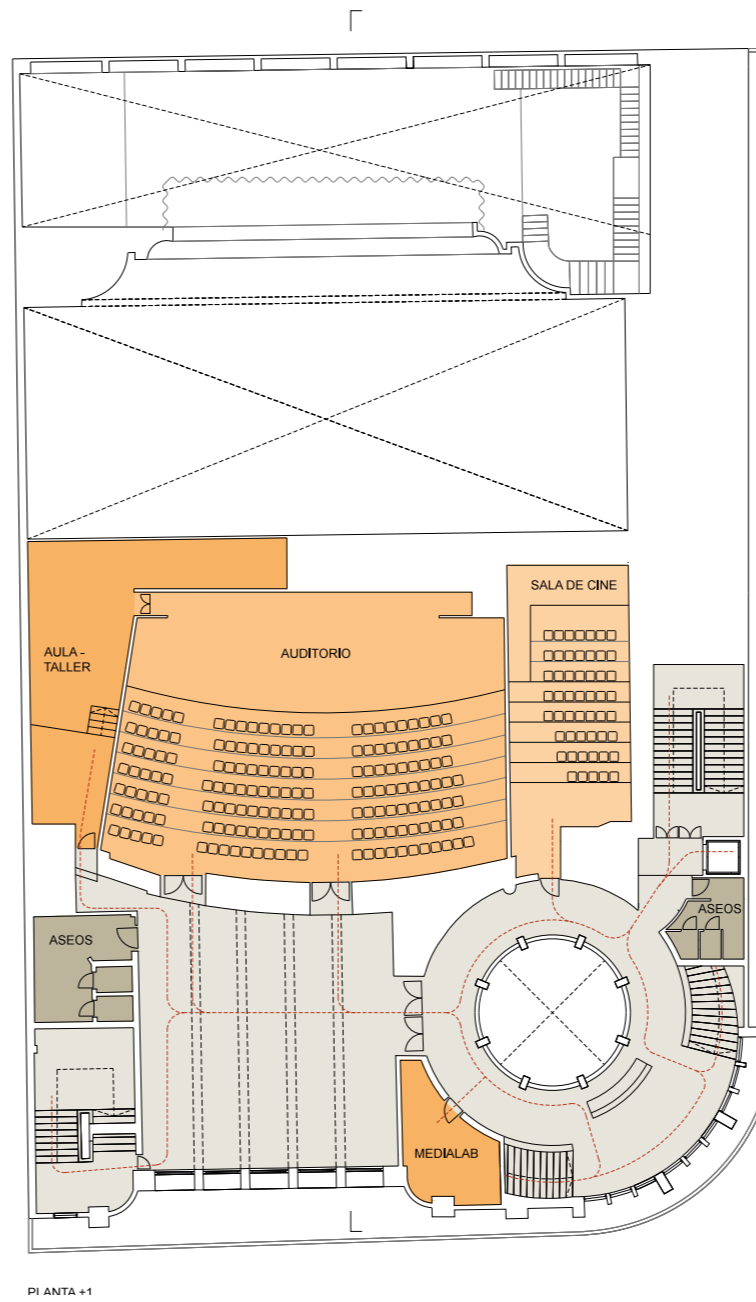 SALA DE CINE
AULA -
TALLER
AUDITORIO
ASEOS
ASEOS
MEDIALAB
PLANTA +1